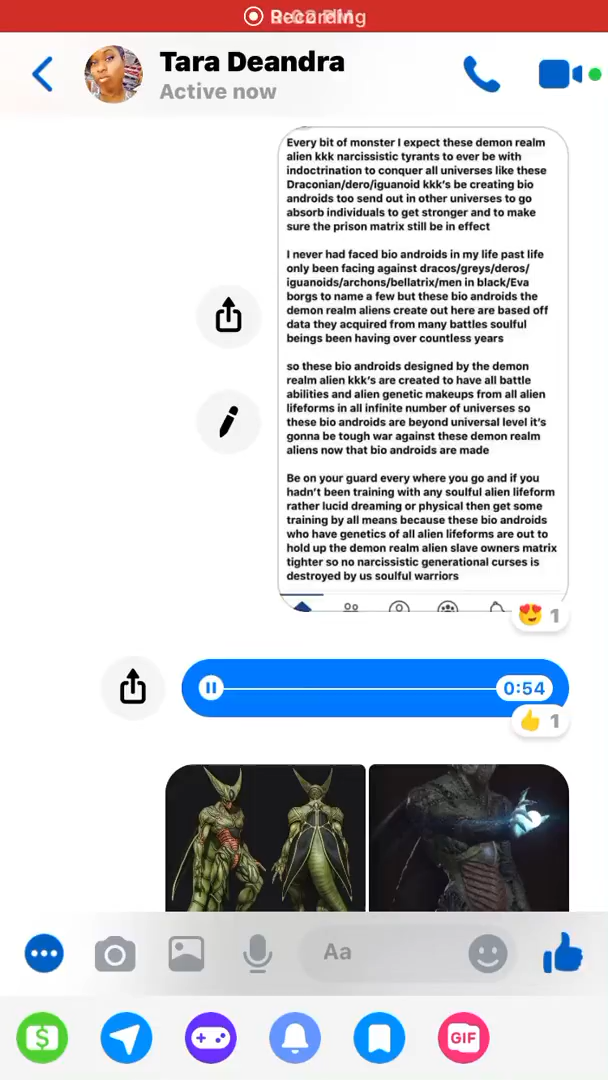 Recording
Tara Deandra
Active now
Every bit of monster I expect these demon realm
alien kkk narcissistic tyrants to ever be with
indoctrination to conquer all universes like these
Draconian/dero/iguanoid kkk's be creating bio
androids too send out in other universes to go
absorb individuals to get stronger and to make
sure the prison matrix still be in effect
I never had faced bio androids in my life past life
only been facing against dracos/greys/deros/
iguanoids/archons/bellatrix/men in black/Eva
borgs to name a few but these bio androids the
demon realm aliens create out here are based off
data they acquired from many battles soulful
beings been having over countless years
so these bio androids designed by the demon
realm alien kkk's are created to have all battle
abilities and alien genetic makeups from all alien
lifeforms in all infinite number of universes so
these bio androids are beyond universal level it's
gonna be tough war against these demon realm
aliens now that bio androids are made
Be on your guard every where you go and if you
hadn't been training with any soulful alien lifeform
rather lucid dreaming or physical then get some
training by all means because these bio androids
who have genetics of all alien lifeforms are out to
hold up the demon realm alien slave owners matrix
tighter so no narcissistic generational curses is
destroyed by us soulful warriors
1
0:54
1
Aa
GIF